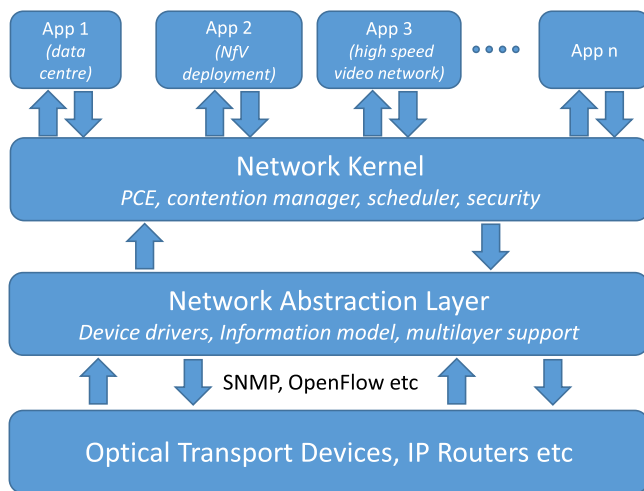 App 1
(data
centre)
App 2
(NfV
deployment)
App 3
(high speed
video network)
App n
Network Kernel
PCE, contention manager, scheduler, security
Network Abstraction Layer
Device drivers, Information model, multilayer support
SNMP, OpenFlow etc
Optical Transport Devices, IP Routers etc